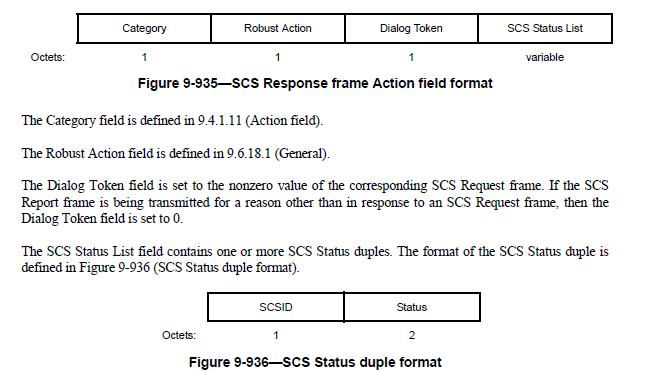 Category Robust Action Dialog Token SCS Status List
Octets: 1 1 1 variable
Figure 9-935—SCS Response frame Action field format
The Category field is defined in 9.4.1.11 (Action field).
The Robust Action field is defined in 9.6.18.1 (General).
The Dialog Token field is set to the nonzero value of the corresponding SCS Request frame. If the SCS
Report frame is being transmitted for a reason other than in response to an SCS Request frame, then the
Dialog Token field is set to 0.
The SCS Status List field contains one or more SCS Status duples. The format of the SCS Status duple is
defined in Figure 9-936 (SCS Status duple format).
SCSID Status
Octets: 1 2
Figure 9-936—SCS Status duple format